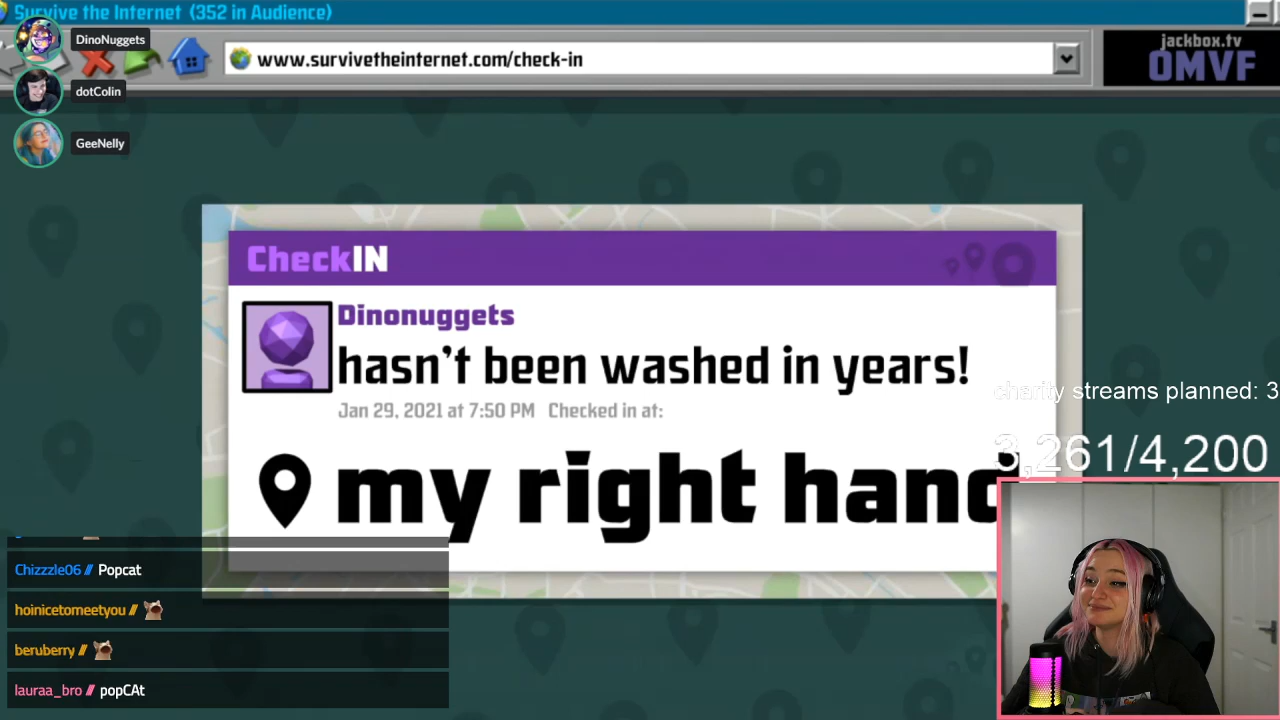 Survive the Internet (352 in Audience)
DinoNuggets
www.survivetheinternet.com/check-in
jackbox.tv
OMVF
dotColin
GeeNelly
CheckIN
Dinonuggets
hasn't been washed in years!
Jan 29, 2021 at 7:50 PM Checked in at:
charity streams planned: 3
3,261/4,200
my right hand
Chizzzle06 // Popcat
hoinicetomeetyou //
beruberry //
lauraa_bro // popCAt